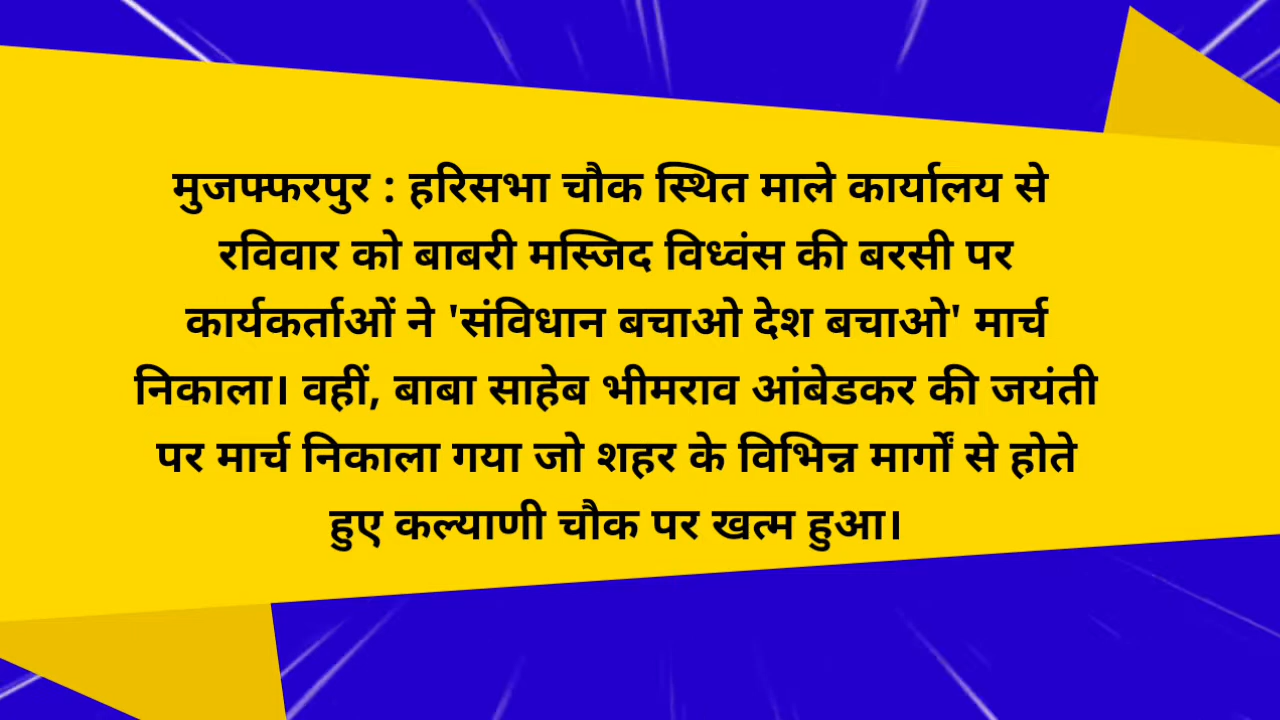 मुजफ्फरपुर : हरिसभा चौक स्थित माले कार्यालय से
रविवार को बाबरी मस्जिद विध्वंस की बरसी पर
कार्यकर्ताओं ने 'संविधान बचाओ देश बचाओ' मार्च
निकाला। वहीं, बाबा साहेब भीमराव आंबेडकर की जयंती
पर मार्च निकाला गया जो शहर के विभिन्न मार्गों से होते
हुए कल्याणी चौक पर खत्म हुआ।